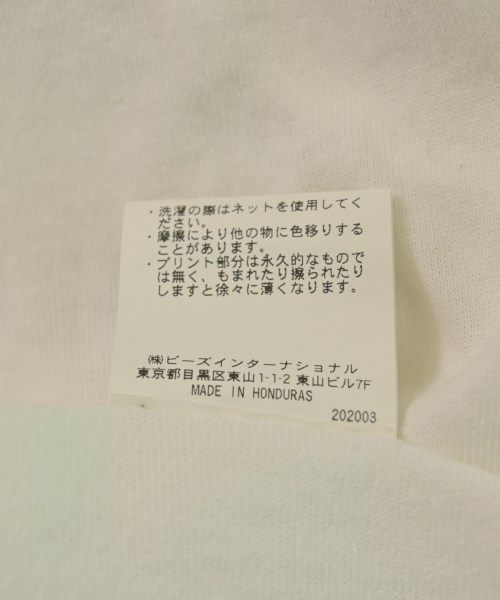 ・洗濯の際はネットを使用してく
ださい。
・摩擦により他の物に色移りする
ことがあります。
・プリント部分は永久的なもので
は無く、もまれたり擦られたり
しますと徐々に薄くなります。
㈱ビーズインターナショナル
東京都目黒区東山1-1-2 東山ビル7F
MADE IN HONDURAS
202003